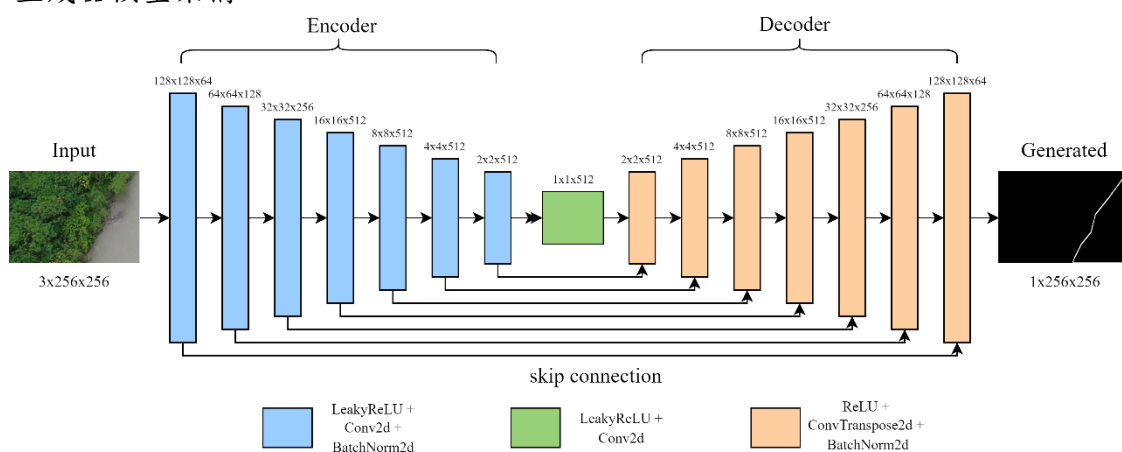 Encoder
Decoder
128x128x64
64x64x128
32x32x256
16x16x512
8x8x512
4x4x512
2x2x512
1x1x512
2x2x512
4x4x512
8x8x512
16x16x512
32x32x256
64x64x128
128x128x64
Input
Generated
3x256x256
1x256x256
skip connection
LeakyReLU +
Conv2d +
BatchNorm2d
LeakyReLU +
Conv2d
ReLU +
ConvTranspose2d +
BatchNorm2d